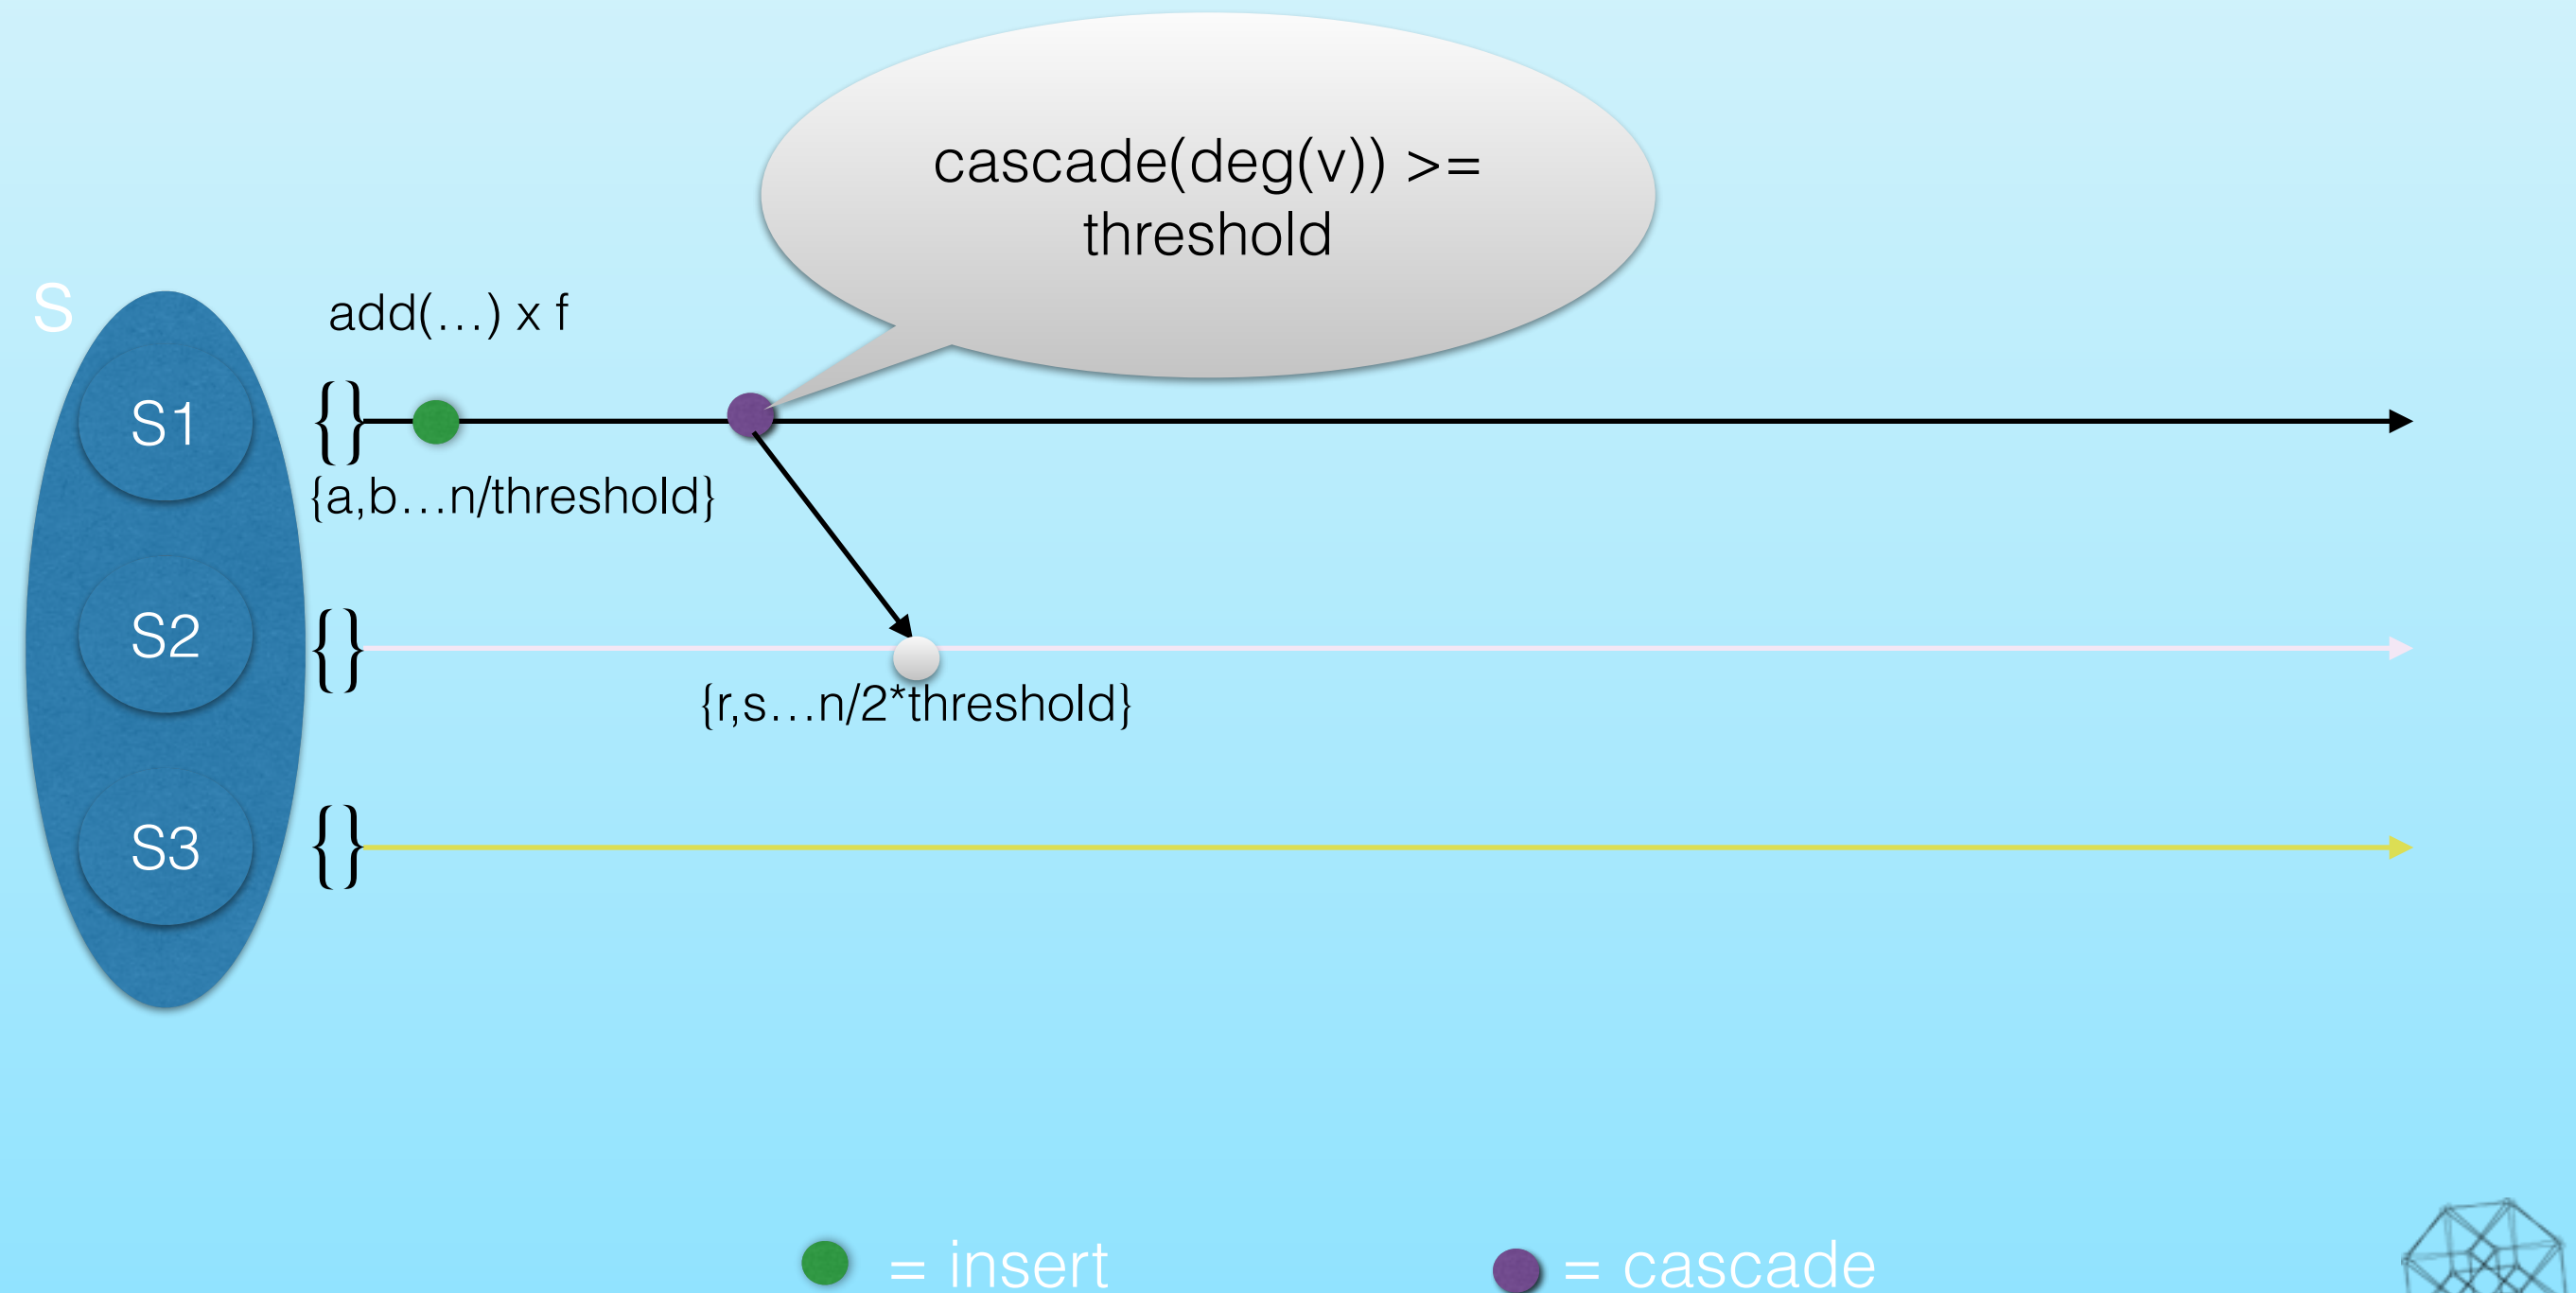 cascade(deg(v)) >=
threshold
S
add(…) x f
S1
{}
{a,b…n/threshold}
S2
{}
{r,s…n/2*threshold}
S3
{}
= insert
= cascade